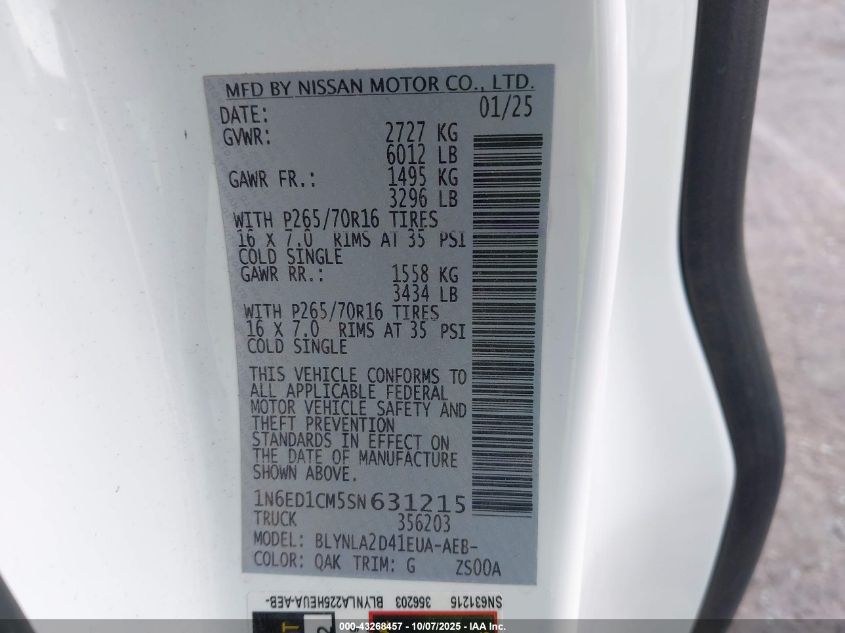 MFD BY NISSAN MOTOR CO., LTD.
DATE: 01/25
GVWR: 2727 KG
6012 LB
GAWR FR.: 1495 KG
3296 LB
WITH P265/70R16 TIRES
16 X 7.0 RIMS AT 35 PSI
COLD SINGLE
GAWR RR.: 1558 KG
3434 LB
WITH P265/70R16 TIRES
16 X 7.0 RIMS AT 35 PSI
COLD SINGLE
THIS VEHICLE CONFORMS TO
ALL APPLICABLE FEDERAL
MOTOR VEHICLE SAFETY AND
THEFT PREVENTION
STANDARDS IN EFFECT ON
THE DATE OF MANUFACTURE
SHOWN ABOVE.
1N6ED1CM5SN631215
TRUCK 356203
MODEL: BLYNLA2D41EUA-AEB-
COLOR: QAK TRIM: G ZS00A
SN631215 356203 BLYNLA225HEUA-AEB-
000-43268457 - 10/07/2025 - IAA Inc.